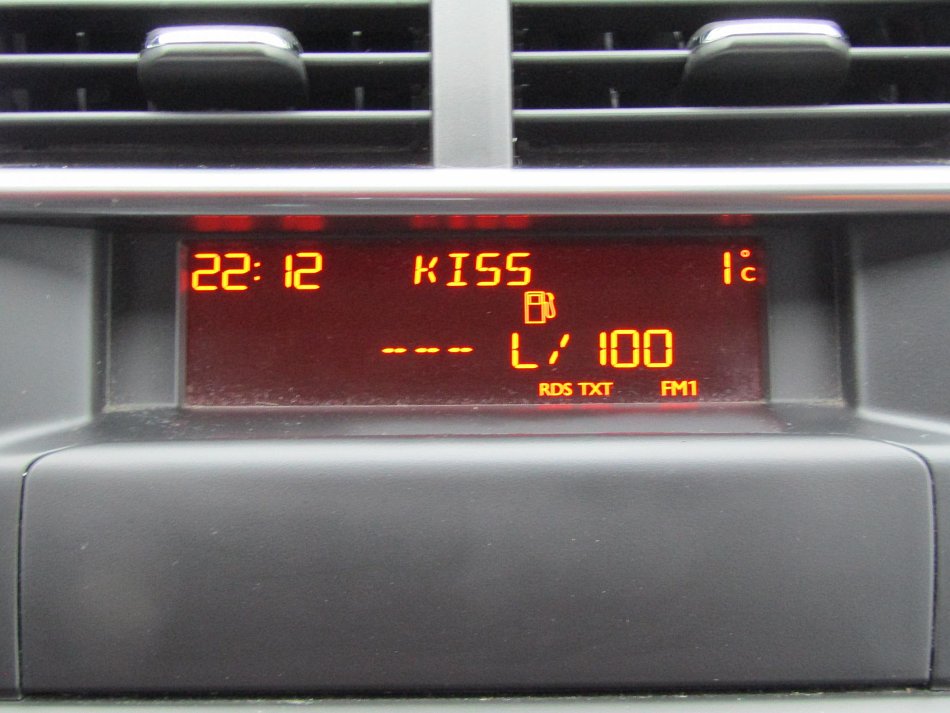 22:12 KISS 1°C
--- L/100
RDS TXT FM1